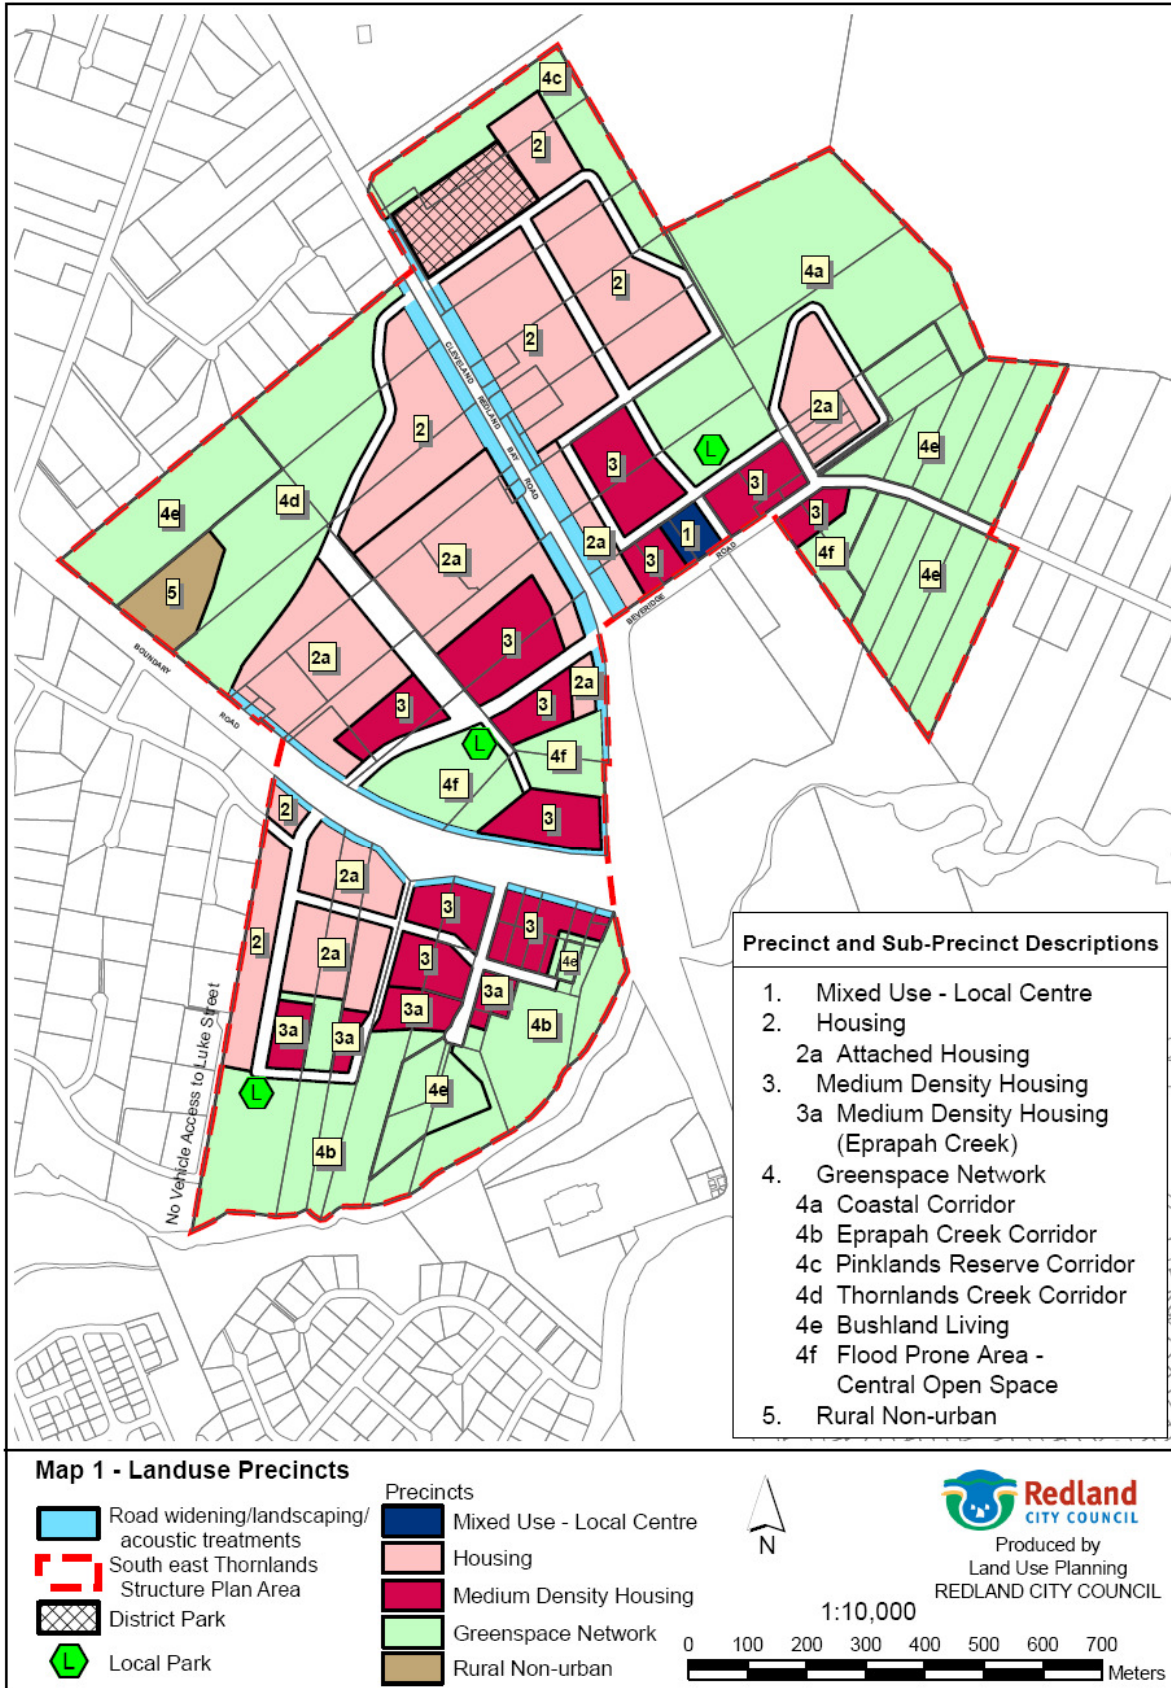 4c
2
4a
2
2
CLEVELAND REDLAND BAY ROAD
2
2a
L
4e
3
4d
3
4e
3
1
2a
3
4f
2a
ROAD
BEVERIDGE
4e
5
3
BOUNDARY
2a
2a
3
3
ROAD
L
4f
4f
2
3
2a
3
2
3
2a
3
4e
3a
3a
4b
3a
3a
4e
L
4b
No Vehicle Access to Luke Street
Precinct and Sub-Precinct Descriptions
1. Mixed Use - Local Centre
2. Housing
2a Attached Housing
3. Medium Density Housing
3a Medium Density Housing
(Eprapah Creek)
4. Greenspace Network
4a Coastal Corridor
4b Eprapah Creek Corridor
4c Pinklands Reserve Corridor
4d Thornlands Creek Corridor
4e Bushland Living
4f Flood Prone Area -
Central Open Space
5. Rural Non-urban
Map 1 - Landuse Precincts
Road widening/landscaping/
acoustic treatments
South east Thornlands
Structure Plan Area
District Park
L Local Park
Precincts
Mixed Use - Local Centre
Housing
Medium Density Housing
Greenspace Network
Rural Non-urban
N
Redland
CITY COUNCIL
Produced by
Land Use Planning
REDLAND CITY COUNCIL
1:10,000
0 100 200 300 400 500 600 700
Meters